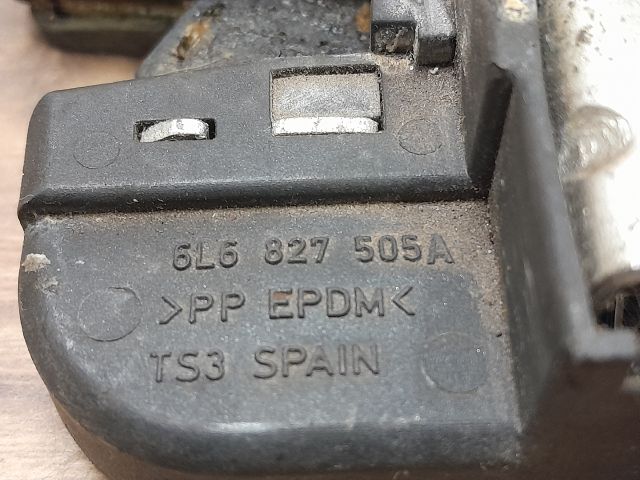 6L6 827 505A
>PP EPDM<
TS3 SPAIN